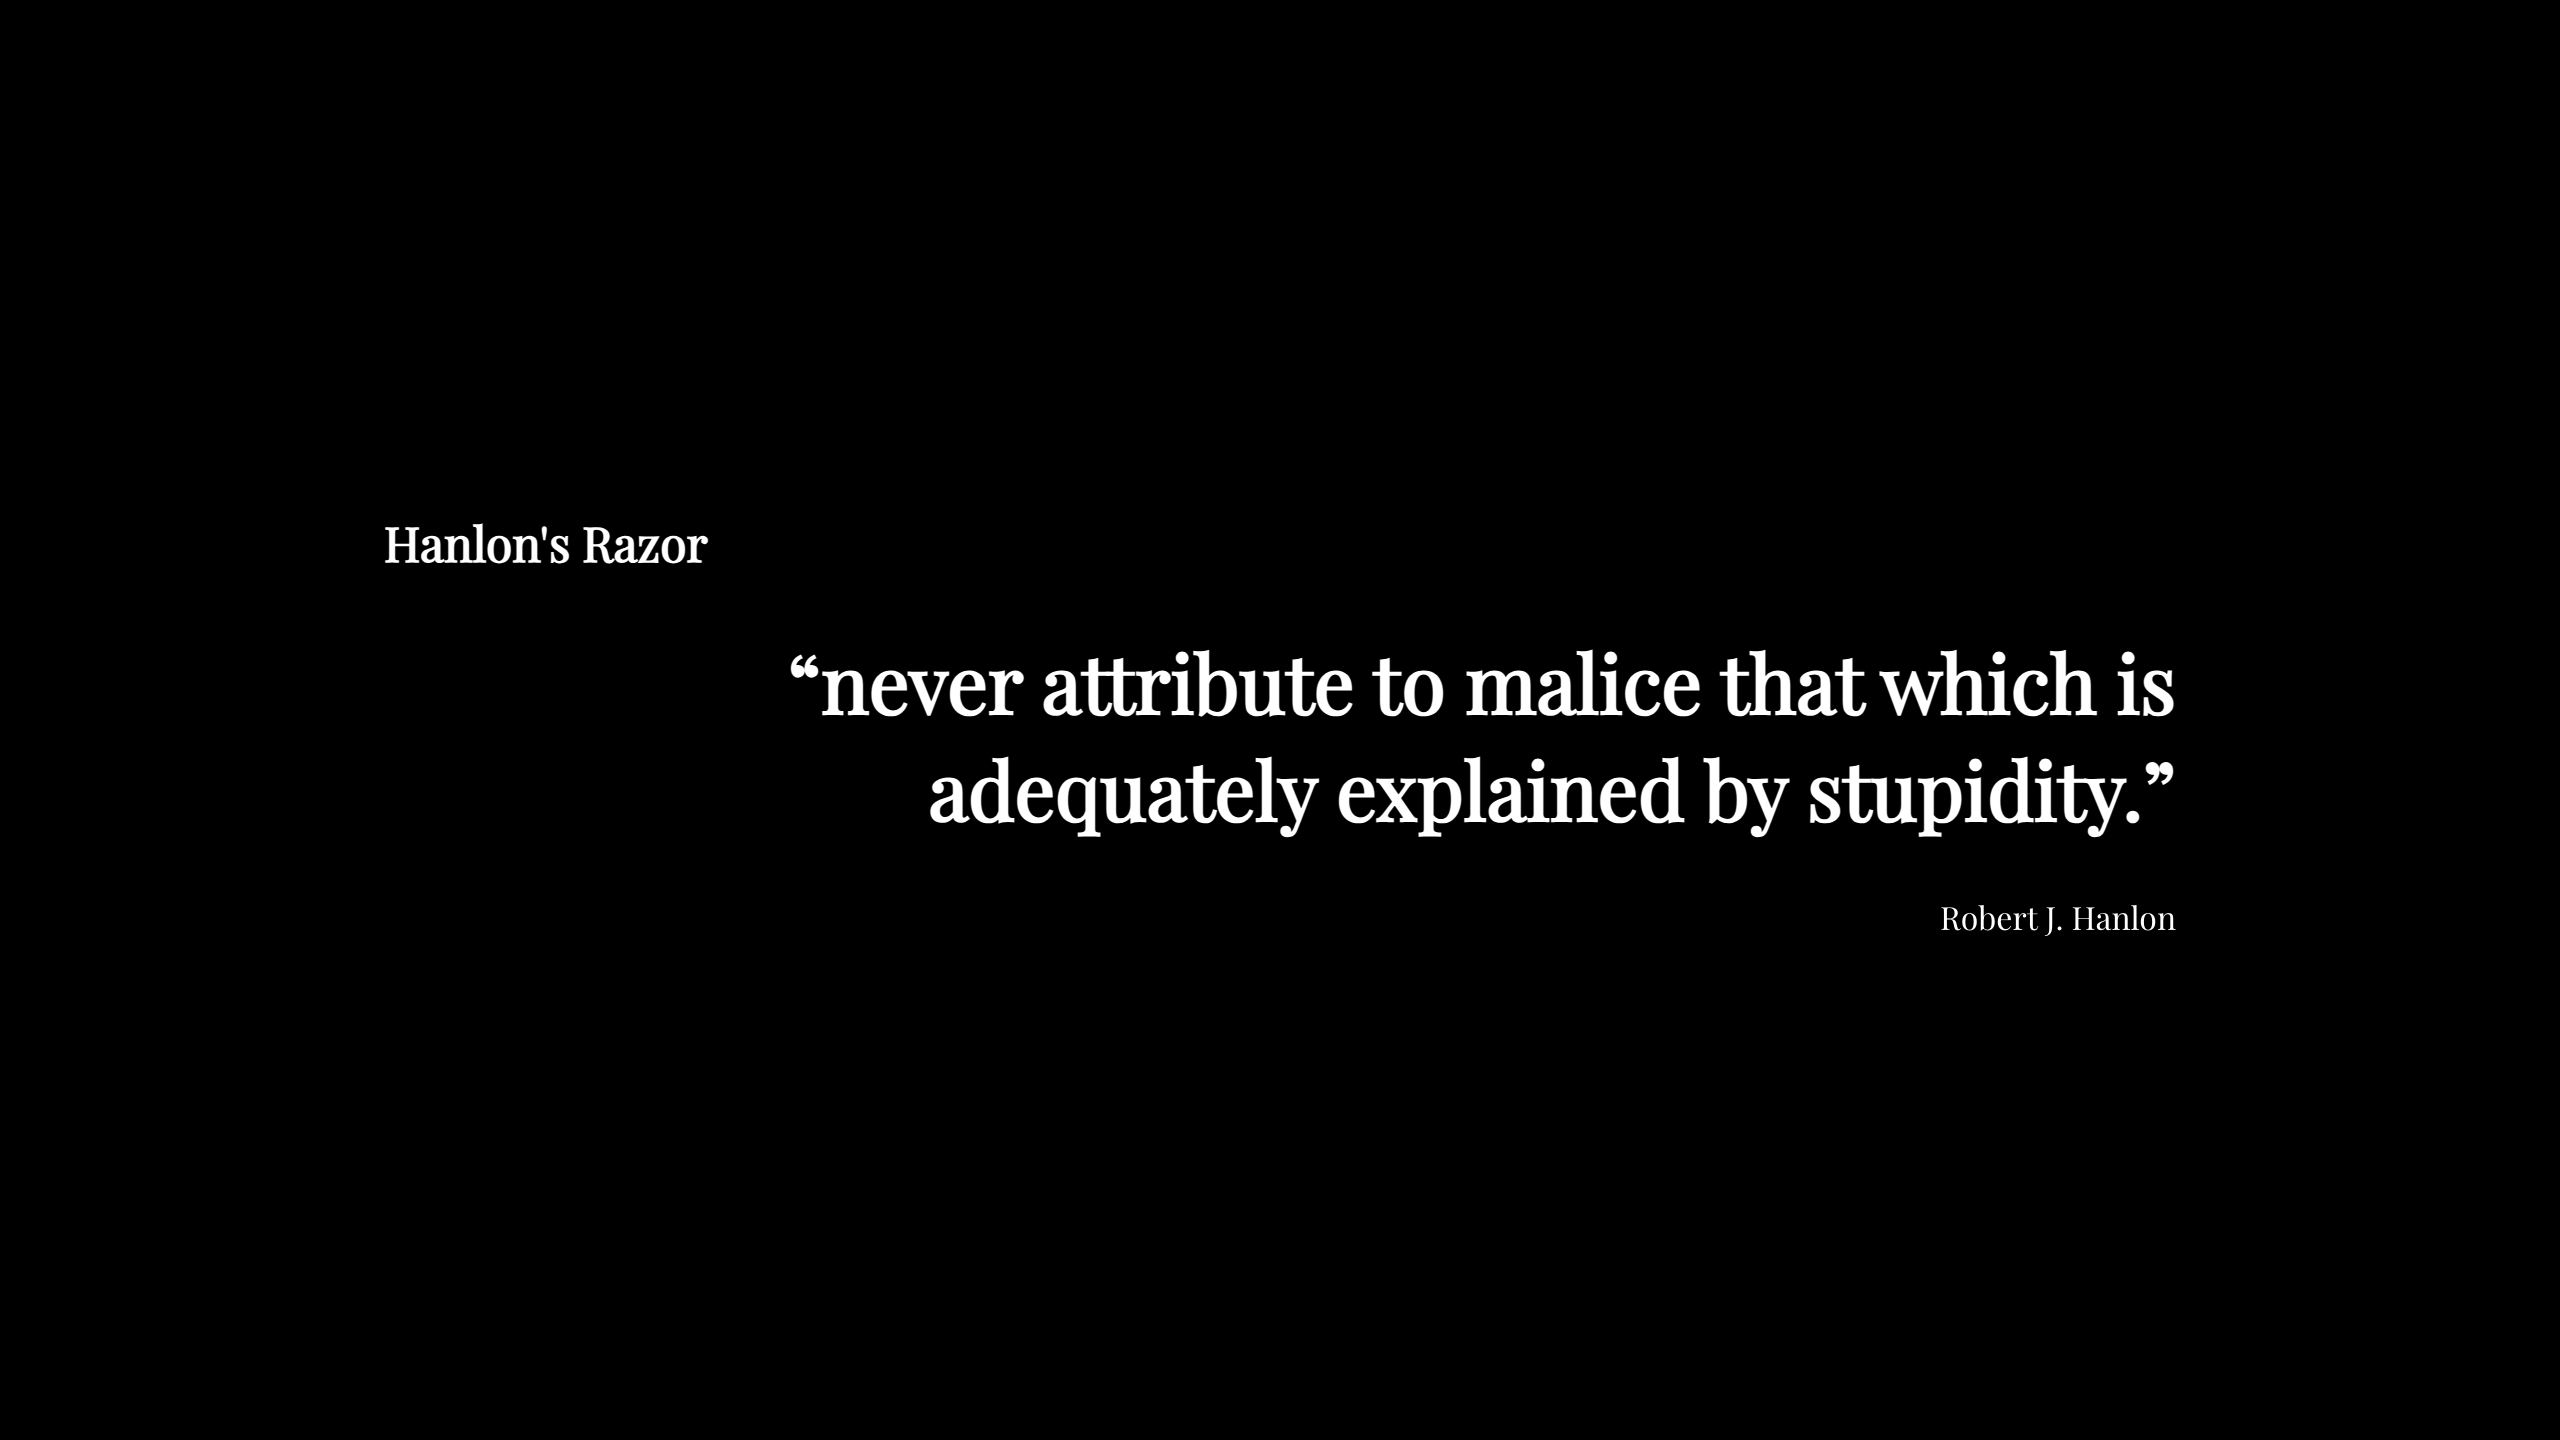 Hanlon's Razor
“never attribute to malice that which is
adequately explained by stupidity.”
Robert J. Hanlon